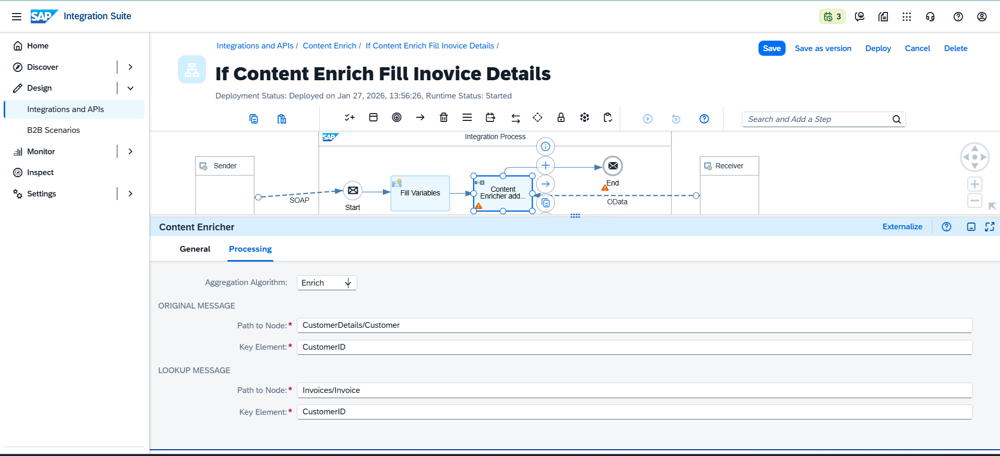 SAP Integration Suite
3
Home
Discover
Design
Integrations and APIs
B2B Scenarios
Monitor
Inspect
Settings
Integrations and APIs / Content Enrich / If Content Enrich Fill Inovice Details /
Save Save as version Deploy Cancel Delete
If Content Enrich Fill Inovice Details
Deployment Status: Deployed on Jan 27, 2026, 13:56:26, Runtime Status: Started
Search and Add a Step
SAP Integration Process
Sender
SOAP
Start
Fill Variables
Content
Enricher add...
End
OData
Receiver
Content Enricher
Externalize
General Processing
Aggregation Algorithm: Enrich
ORIGINAL MESSAGE
Path to Node:* CustomerDetails/Customer
Key Element:* CustomerID
LOOKUP MESSAGE
Path to Node:* Invoices/Invoice
Key Element:* CustomerID